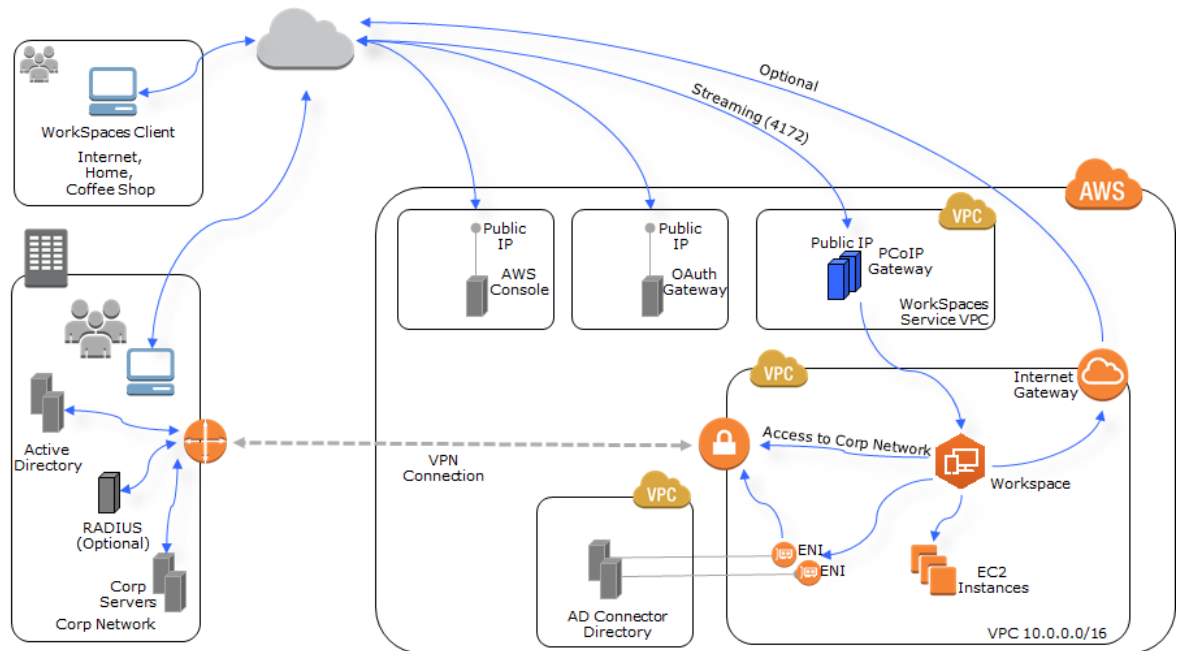 WorkSpaces Client
Internet,
Home,
Coffee Shop
Optional
Streaming (4172)
AWS
Public
IP
AWS
Console
Public
IP
OAuth
Gateway
VPC
Public IP
PCoIP
Gateway
WorkSpaces
Service VPC
Active
Directory
RADIUS
(Optional)
Corp
Servers
Corp Network
VPN
Connection
VPC
Internet
Gateway
Access to Corp Network
Workspace
ENI
ENI
EC2
Instances
VPC 10.0.0.0/16
VPC
AD Connector
Directory